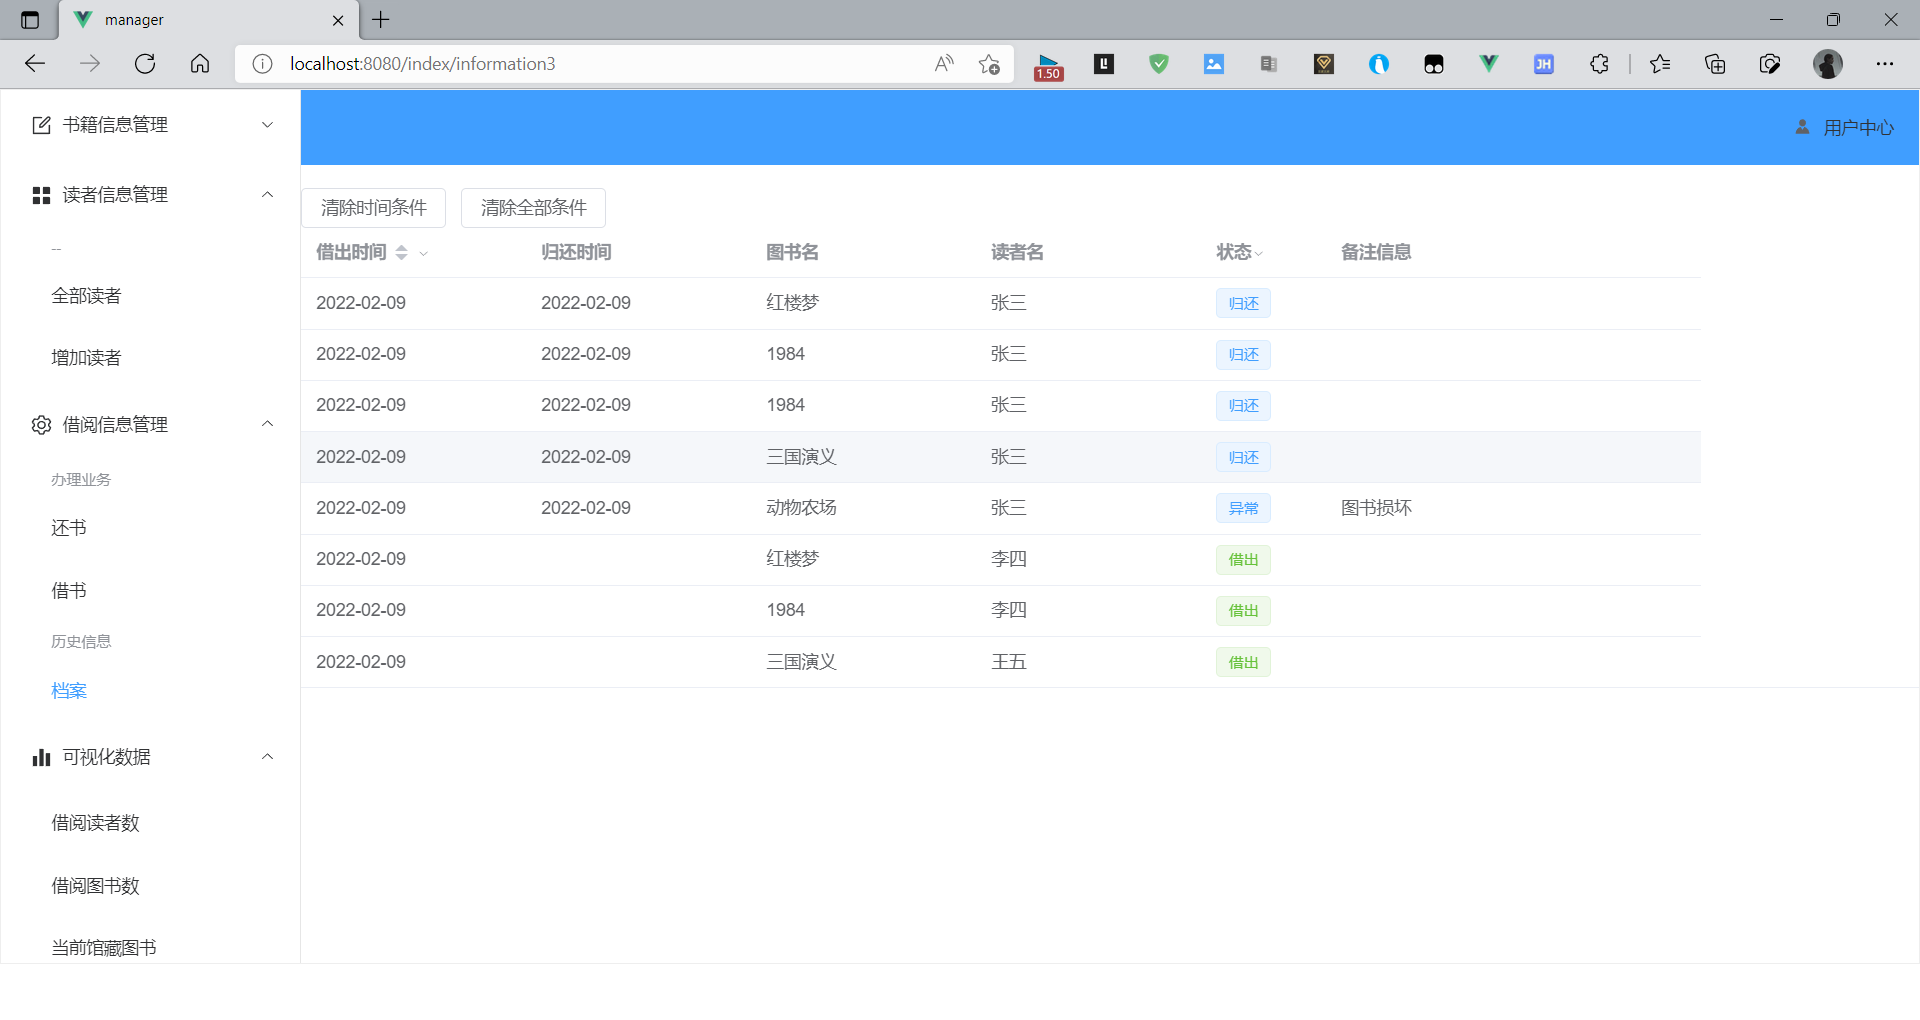 manager
localhost:8080/index/information3
1.50
JH
书籍信息管理
用户中心
读者信息管理
--
全部读者
增加读者
借阅信息管理
办理业务
还书
借书
历史信息
档案
可视化数据
借阅读者数
借阅图书数
当前馆藏图书
清除时间条件 清除全部条件
借出时间 归还时间 图书名 读者名 状态 备注信息
2022-02-09 2022-02-09 红楼梦 张三 归还
2022-02-09 2022-02-09 1984 张三 归还
2022-02-09 2022-02-09 1984 张三 归还
2022-02-09 2022-02-09 三国演义 张三 归还
2022-02-09 2022-02-09 动物农场 张三 异常 图书损坏
2022-02-09 红楼梦 李四 借出
2022-02-09 1984 李四 借出
2022-02-09 三国演义 王五 借出